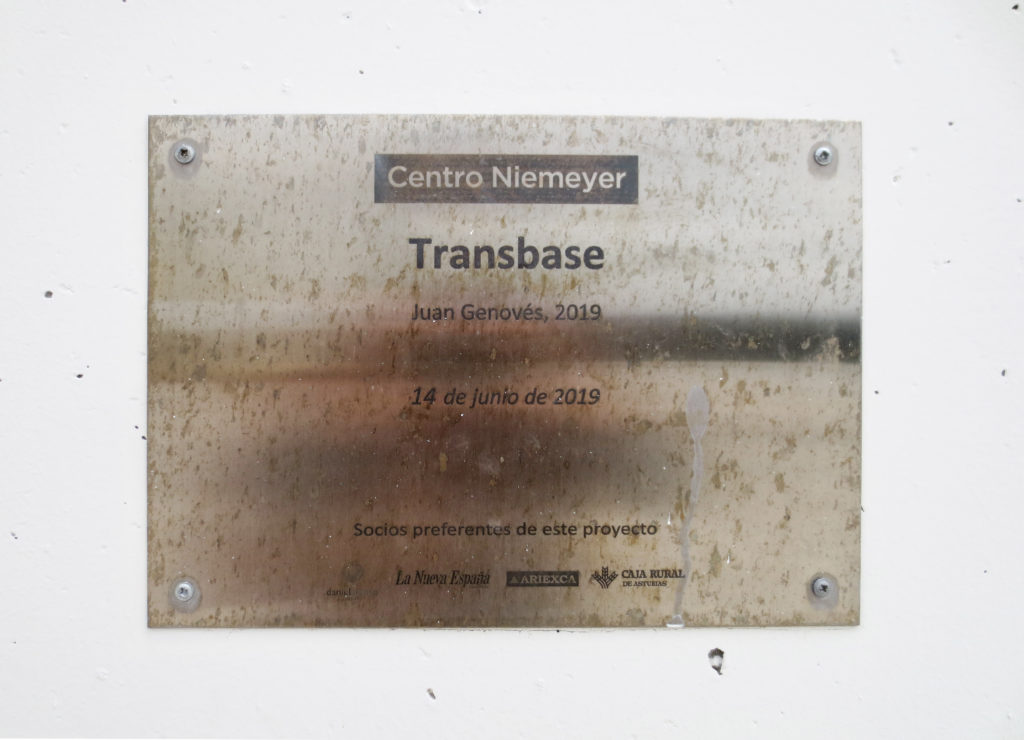 Centro Niemeyer
Transbase
Juan Genovés, 2019
14 de junio de 2019
Socios preferentes de este proyecto
daniel
La Nueva España
ARIEXCA
CAJA RURAL
DE ASTURIAS